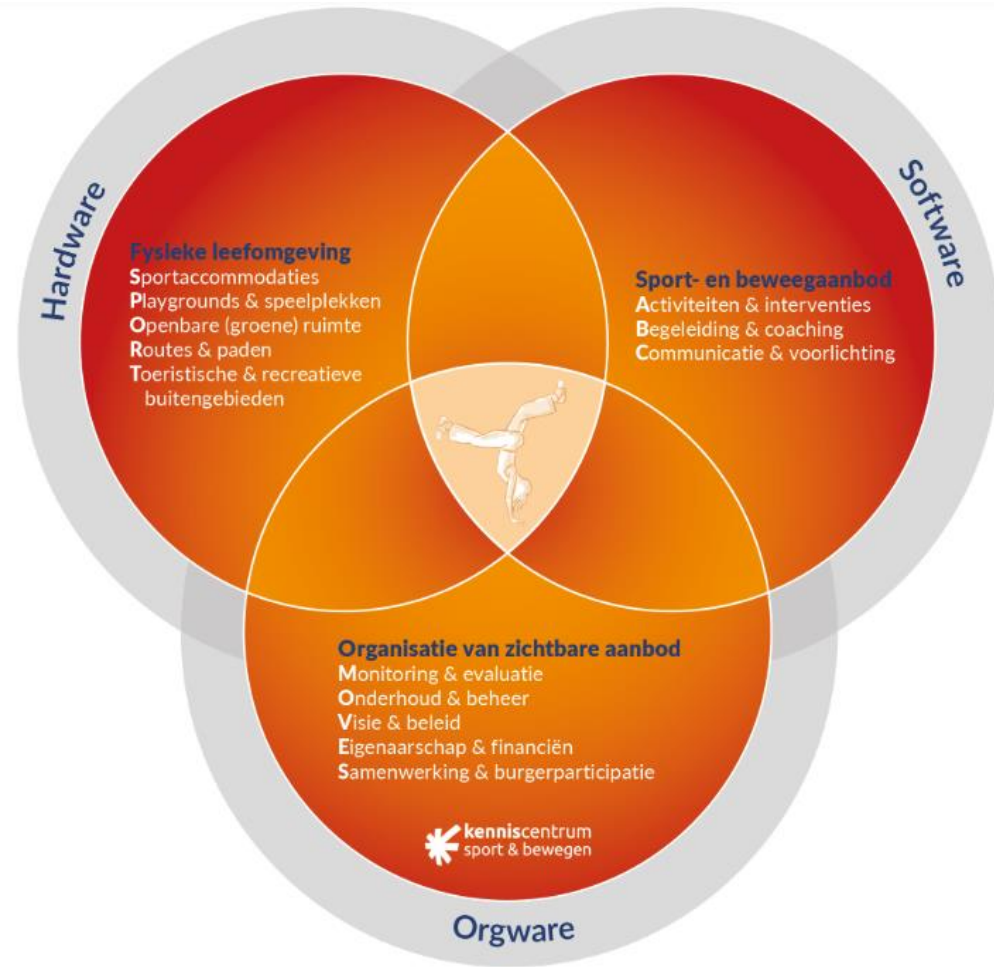 Hardware
Fysieke leefomgeving
Sportaccommodaties
Playgrounds & speelplekken
Openbare (groene) ruimte
Routes & paden
Toeristische & recreatieve
buitengebieden
Software
Sport- en beweegaanbod
Activiteiten & interventies
Begeleiding & coaching
Communicatie & voorlichting
Organisatie van zichtbare aanbod
Monitoring & evaluatie
Onderhoud & beheer
Visie & beleid
Eigenaarschap & financiën
Samenwerking & burgerparticipatie
kenniscentrum
sport & bewegen
Orgware